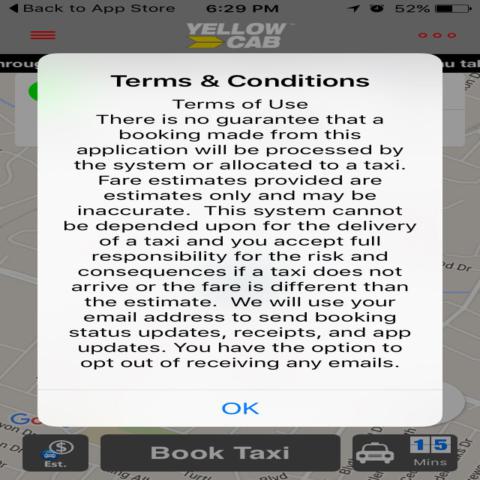 Back to App Store 6:29 PM 52%
YELLOW
CAB
Terms & Conditions
Terms of Use
There is no guarantee that a
booking made from this
application will be processed by
the system or allocated to a taxi.
Fare estimates provided are
estimates only and may be
inaccurate. This system cannot
be depended upon for the delivery
of a taxi and you accept full
responsibility for the risk and
consequences if a taxi does not
arrive or the fare is different than
the estimate. We will use your
email address to send booking
status updates, receipts, and app
updates. You have the option to
opt out of receiving any emails.
OK
Est. Book Taxi 15
Mins
Blvd